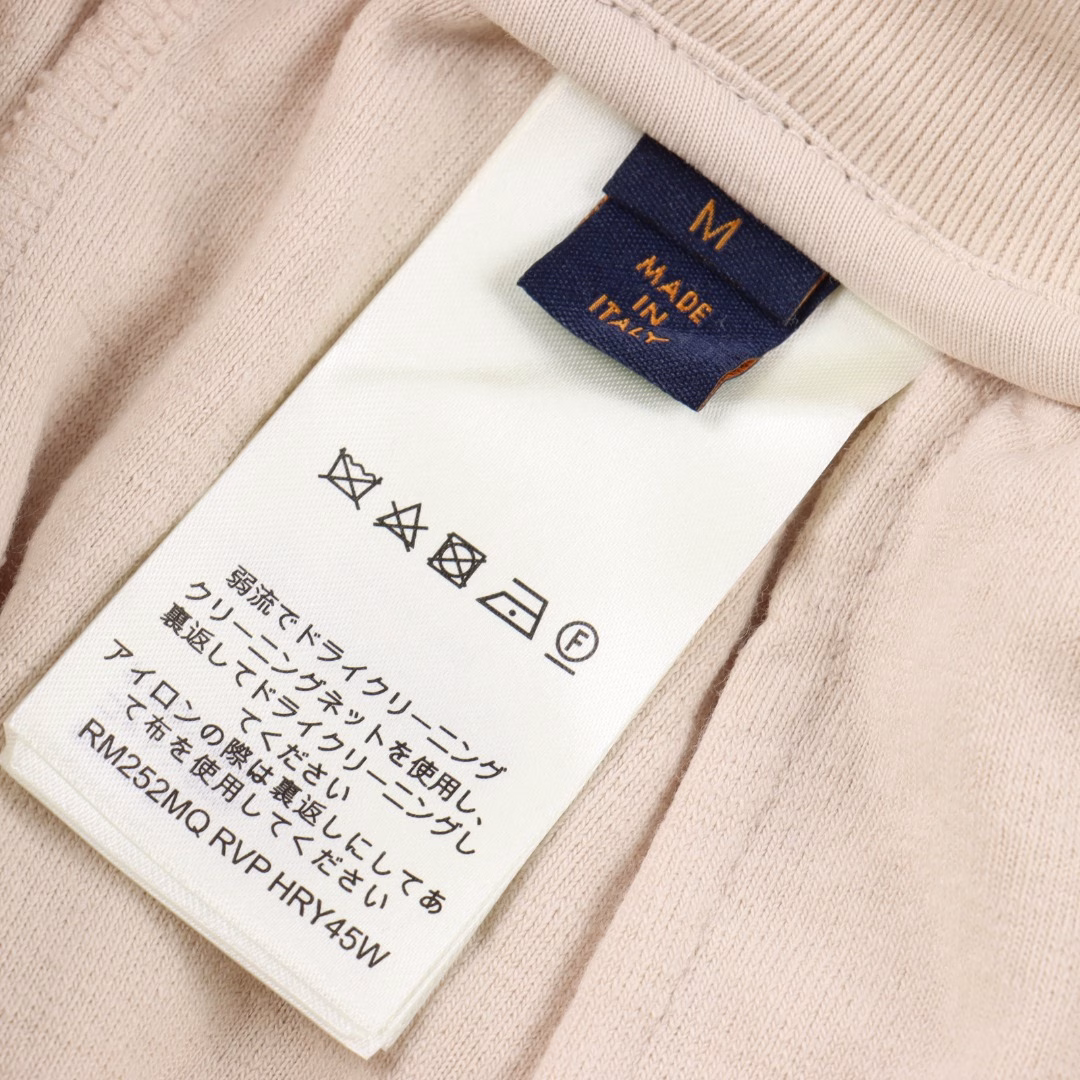 M
MADE
IN
ITALY
F
弱流でドライクリーニング
クリーニングネットを使用し、
裏返してドライクリーニングし
てください
アイロンの際は裏返しにしてあ
て布を使用してください
RM252MQ RVP HRY45W